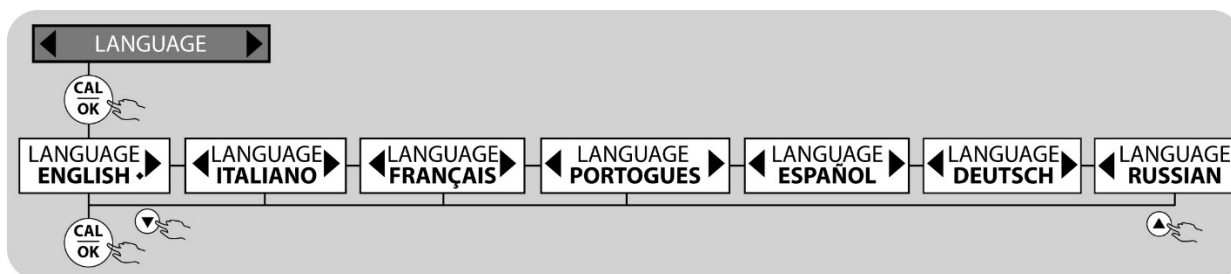 LANGUAGE
CAL
OK
LANGUAGE
ENGLISH
LANGUAGE
ITALIANO
LANGUAGE
FRANÇAIS
LANGUAGE
PORTOGUES
LANGUAGE
ESPAÑOL
LANGUAGE
DEUTSCH
LANGUAGE
RUSSIAN
CAL
OK